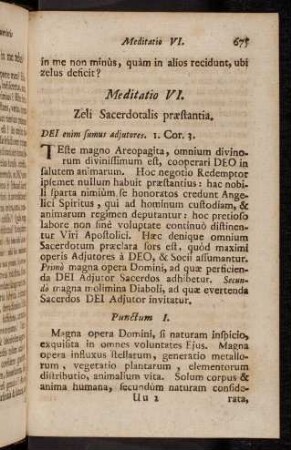 Meditatio VI. 675
in me non minùs, quàm in alios recidunt, ubi
zelus deficit?
Meditatio VI.
Zeli Sacerdotalis præstantia.
DEI enim sumus adjutores. 1. Cor. 3.
TEste magno Areopagita, omnium divino-
rum divinissimum est, cooperari DEO in
salutem animarum. Hoc negotio Redemptor
ipsemet nullum habuit præstantius: hac nobi-
li sparta nimiùm se honoratos credunt Ange-
lici Spiritus, qui ad hominum custodiam, &
animarum regimen deputantur: hoc pretioso
labore non sinè voluptate continuò distinen-
tur Viri Apostolici. Hæc denique omnium
Sacerdotum præclara sors est, quòd maximi
operis Adjutores à DEO, & Socii assumantur.
Primò magna opera Domini, ad quæ perficien-
da DEI Adjutor Sacerdos adhibetur. Secun-
dò magna molimina Diaboli, ad quæ evertenda
Sacerdos DEI Adjutor invitatur.
Punctum I.
Magna opera Domini, si naturam inspicio,
exquisita in omnes voluntates Ejus. Magna
opera influxus stellarum, generatio metallo-
rum, vegetatio plantarum, elementorum
distributio, animalium vita. Solum corpus &
anima humana, secundùm naturam conside-
Uu 2 rata,